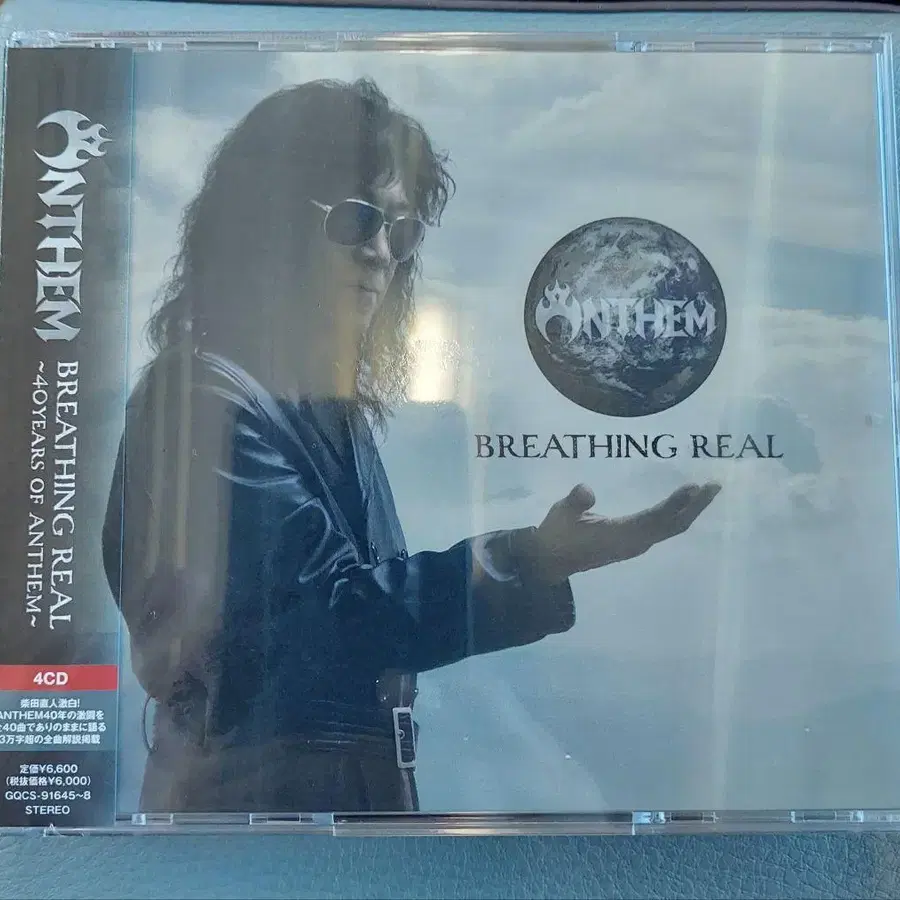 ANTHEM
BREATHING REAL
~40YEARS OF ANTHEM~
4CD
柴田直人激白!
ANTHEM40年の激闘を
全40曲でありのままに語る
3万字超の全曲解説掲載
定価¥6,600
(税抜価格¥6,000)
GQCS-91645~8
STEREO
ANTHEM
BREATHING REAL